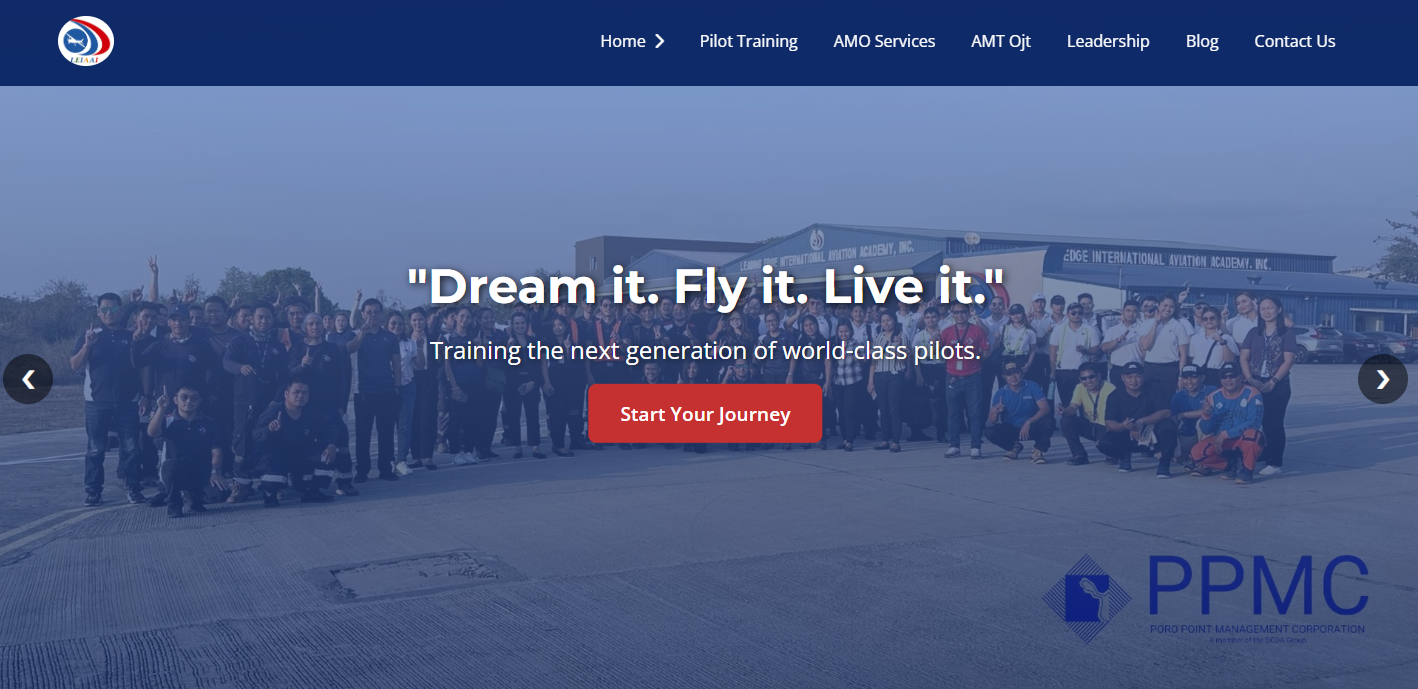 LEIAAI
Home
Pilot Training
AMO Services
AMT Ojt
Leadership
Blog
Contact Us
LEADING EDGE INTERNATIONAL AVIATION ACADEMY, INC.
EDGE INTERNATIONAL AVIATION ACADEMY, INC.
"Dream it. Fly it. Live it."
Training the next generation of world-class pilots.
Start Your Journey
PPMC
PORO POINT MANAGEMENT CORPORATION
A member of the BCDA Group